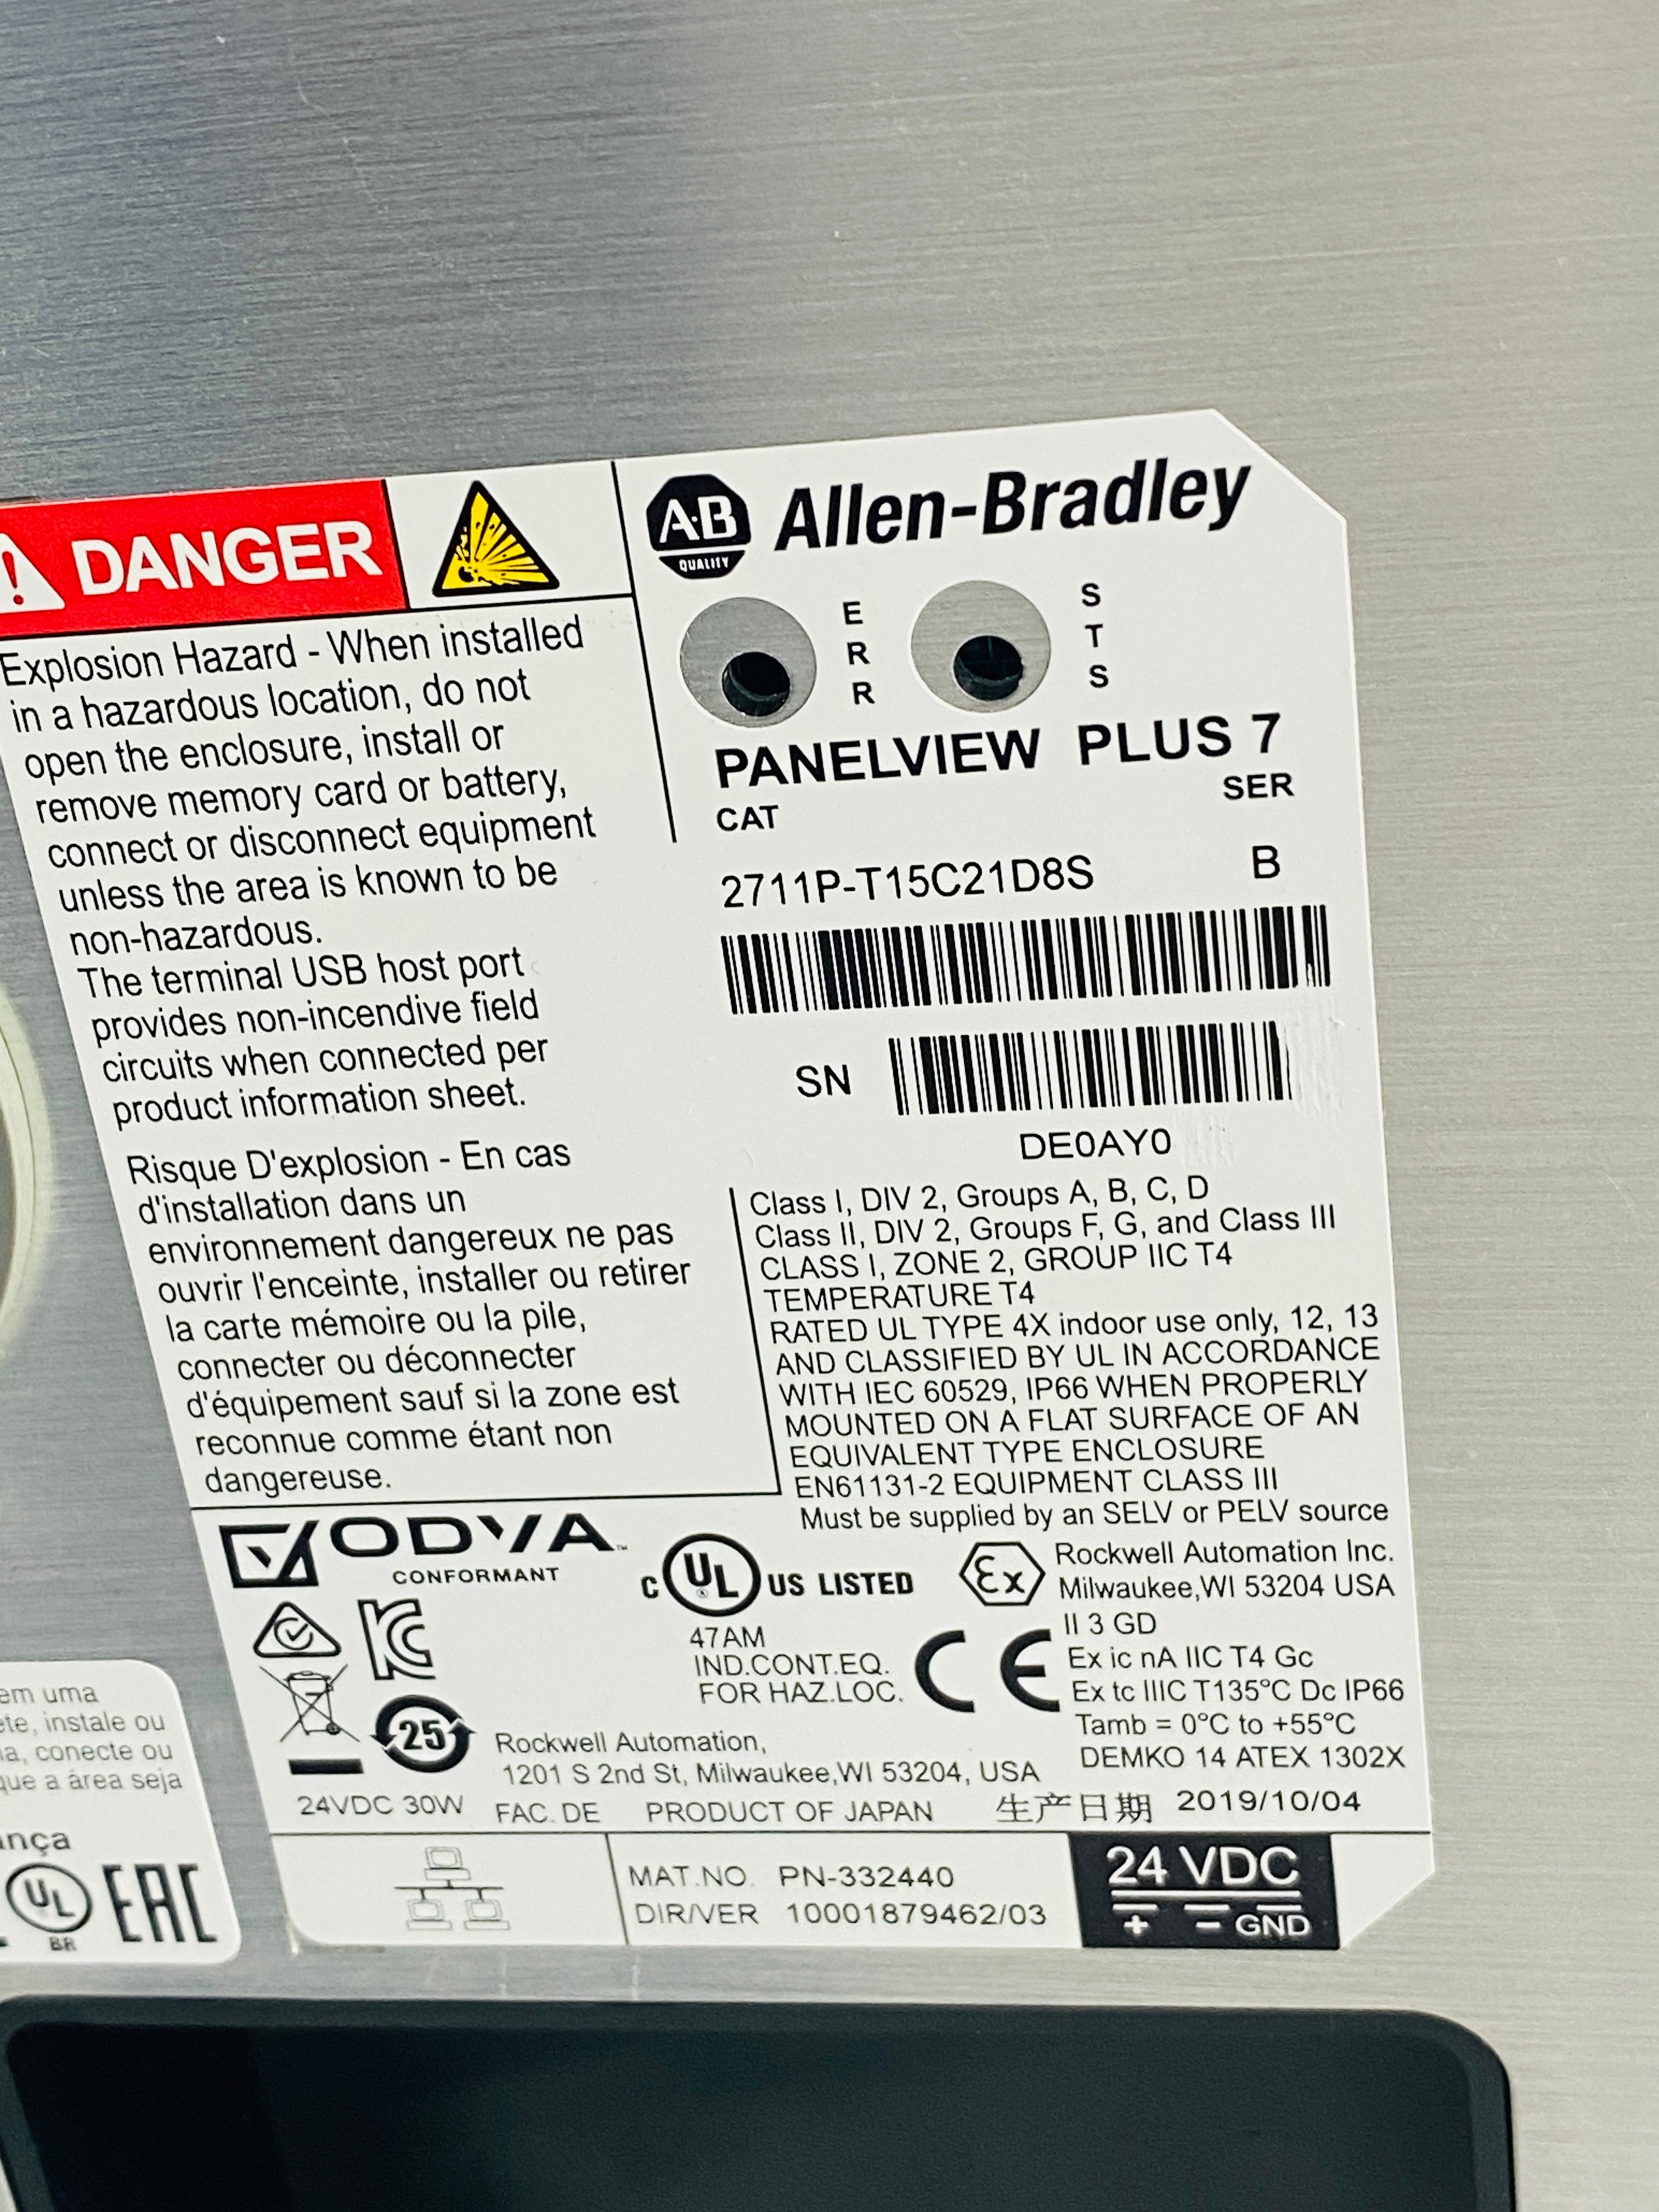 DANGER
Explosion Hazard - When installed
in a hazardous location, do not
open the enclosure, install or
remove memory card or battery,
connect or disconnect equipment
unless the area is known to be
non-hazardous.
The terminal USB host port
provides non-incendive field
circuits when connected per
product information sheet.
Risque D'explosion - En cas
d'installation dans un
environnement dangereux ne pas
ouvrir l'enceinte, installer ou retirer
la carte mémoire ou la pile,
connecter ou déconnecter
d'équipement sauf si la zone est
reconnue comme étant non
dangereuse.
A·B
QUALITY
Allen-Bradley
ERR
STS
PANELVIEW PLUS 7
CAT SER
2711P-T15C21D8S B
SN
DE0AY0
Class I, DIV 2, Groups A, B, C, D
Class II, DIV 2, Groups F, G, and Class III
CLASS I, ZONE 2, GROUP IIC T4
TEMPERATURE T4
RATED UL TYPE 4X indoor use only, 12, 13
AND CLASSIFIED BY UL IN ACCORDANCE
WITH IEC 60529, IP66 WHEN PROPERLY
MOUNTED ON A FLAT SURFACE OF AN
EQUIVALENT TYPE ENCLOSURE
EN61131-2 EQUIPMENT CLASS III
Must be supplied by an SELV or PELV source
ODVA™
CONFORMANT
C UL® US LISTED
47AM
IND.CONT.EQ.
FOR HAZ.LOC.
CE
Ex
Rockwell Automation Inc.
Milwaukee,WI 53204 USA
II 3 GD
Ex ic nA IIC T4 Gc
Ex tc IIIC T135°C Dc IP66
Tamb = 0°C to +55°C
DEMKO 14 ATEX 1302X
25
Rockwell Automation,
1201 S 2nd St, Milwaukee,WI 53204, USA
24VDC 30W FAC. DE PRODUCT OF JAPAN 生产日期 2019/10/04
MAT.NO. PN-332440
DIR/VER 10001879462/03
24 VDC
+ – GND
em uma
instale ou
conecte ou
que a área seja
UL
BR
EAC